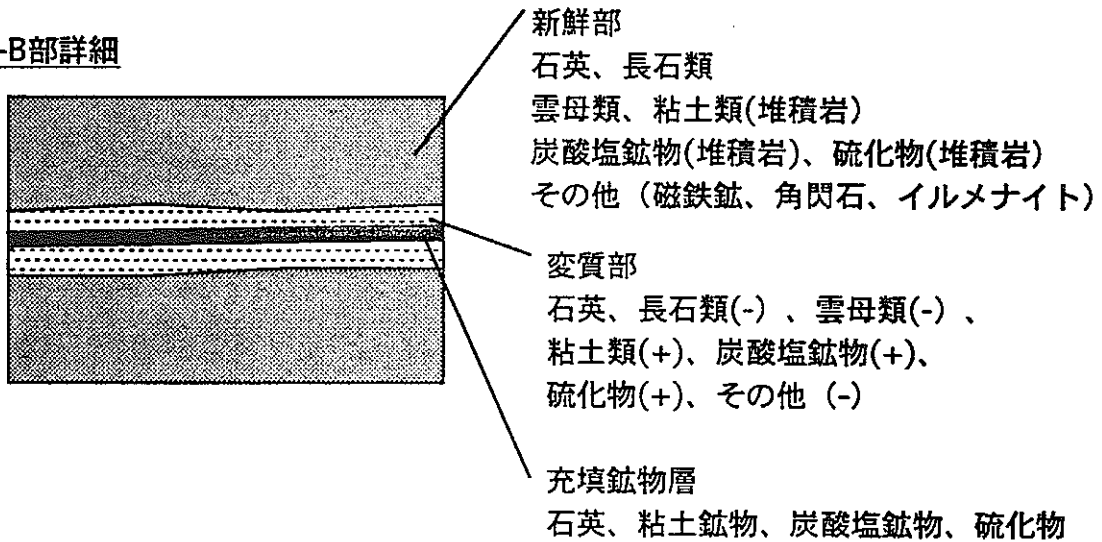 -B部詳細
新鮮部
石英、長石類
雲母類、粘土類(堆積岩)
炭酸塩鉱物(堆積岩)、硫化物(堆積岩)
その他（磁鉄鉱、角閃石、イルメナイト）
変質部
石英、長石類(-) 、雲母類(-) 、
粘土類(+)、炭酸塩鉱物(+)、
硫化物(+)、その他（-）
充填鉱物層
石英、粘土鉱物、炭酸塩鉱物、硫化物